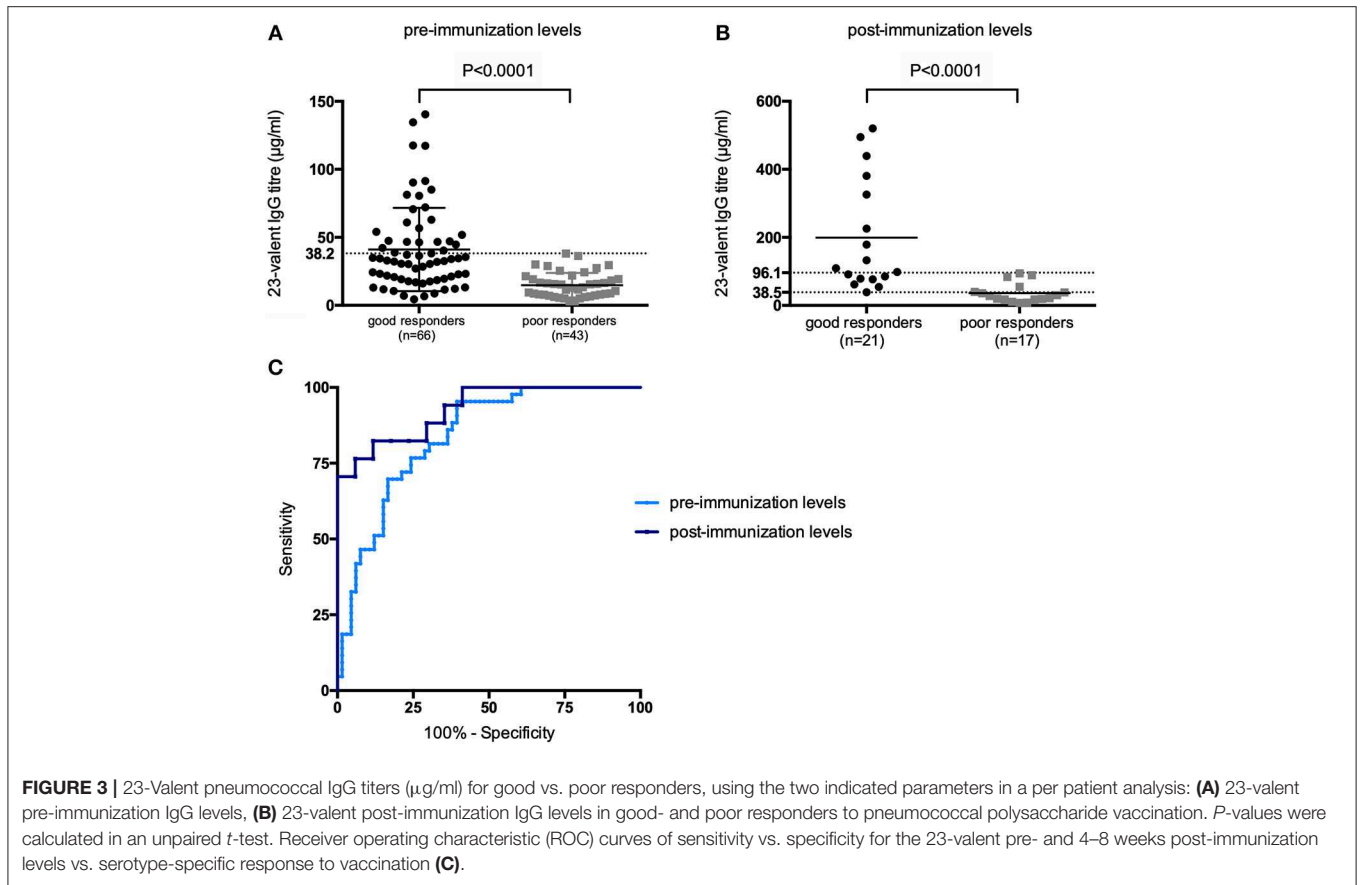 A
pre-immunization levels
P<0.0001
23-valent IgG titre (µg/ml)
150
100
50
38.2
0
good responders
(n=66)
poor responders
(n=43)
B
post-immunization levels
P<0.0001
23-valent IgG titre (µg/ml)
600
400
200
96.1
38.5
0
good responders
(n=21)
poor responders
(n=17)
C
Sensitivity
100
75
50
25
0
0 25 50 75 100
100% - Specificity
pre-immunization levels
post-immunization levels
FIGURE 3 | 23-Valent pneumococcal IgG titers (µg/ml) for good vs. poor responders, using the two indicated parameters in a per patient analysis: (A) 23-valent
pre-immunization IgG levels, (B) 23-valent post-immunization IgG levels in good- and poor responders to pneumococcal polysaccharide vaccination. P-values were
calculated in an unpaired t-test. Receiver operating characteristic (ROC) curves of sensitivity vs. specificity for the 23-valent pre- and 4–8 weeks post-immunization
levels vs. serotype-specific response to vaccination (C).